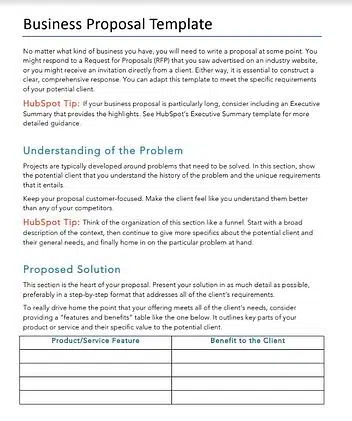 Business Proposal Template
No matter what kind of business you have, you will need to write a proposal at some point. You
might respond to a Request for Proposals (RFP) that you saw advertised on an industry website,
or you might receive an invitation directly from a client. Either way, it is essential to construct a
clear, comprehensive response. You can adapt this template to meet the specific requirements
of your potential client.
HubSpot Tip: If your business proposal is particularly long, consider including an Executive
Summary that provides the highlights. See HubSpot's Executive Summary template for more
detailed guidance.
Understanding of the Problem
Projects are typically developed around problems that need to be solved. In this section, show
the potential client that you understand the history of the problem and the unique requirements
that it entails.
Keep your proposal customer-focused. Make the client feel like you understand them better
than any of your competitors.
HubSpot Tip: Think of the organization of this section like a funnel. Start with a broad
description of the context, then continue to give more specifics about the potential client and
their general needs, and finally home in on the particular problem at hand.
Proposed Solution
This section is the heart of your proposal. Present your solution in as much detail as possible,
preferably in a step-by-step format that addresses all of the client's requirements.
To really drive home the point that your offering meets all of the client's needs, consider
providing a "features and benefits" table like the one below. It outlines key parts of your
product or service and their specific value to the potential client.
Product/Service Feature
Benefit to the Client